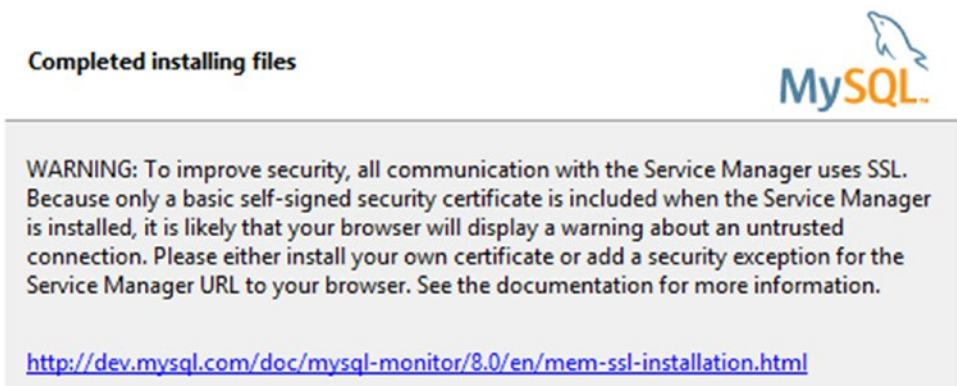 Completed installing files
MySQL™
WARNING: To improve security, all communication with the Service Manager uses SSL.
Because only a basic self-signed security certificate is included when the Service Manager
is installed, it is likely that your browser will display a warning about an untrusted
connection. Please either install your own certificate or add a security exception for the
Service Manager URL to your browser. See the documentation for more information.
http://dev.mysql.com/doc/mysql-monitor/8.0/en/mem-ssl-installation.html